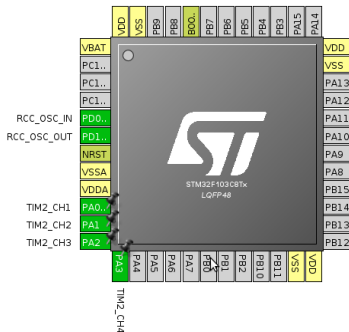 VDD
VSS
PB9
PB8
BOO..
PB7
PB6
PB5
PB4
PB3
PA15
PA14
VBAT
PC1..
PC1..
PC1..
RCC_OSC_IN PD0..
RCC_OSC_OUT PD1..
NRST
VSSA
VDDA
TIM2_CH1 PA0..
TIM2_CH2 PA1
TIM2_CH3 PA2
STM32F103C8Tx
LQFP48
VDD
VSS
PA13
PA12
PA11
PA10
PA9
PA8
PB15
PB14
PB13
PB12
PA3
PA4
PA5
PA6
PA7
PB0
PB1
PB2
PB10
PB11
VSS
VDD
TIM2_CH4